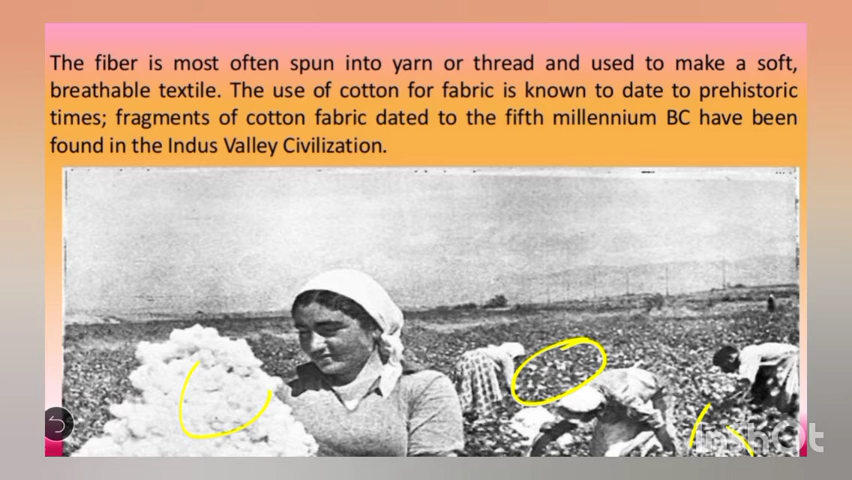 The fiber is most often spun into yarn or thread and used to make a soft,
breathable textile. The use of cotton for fabric is known to date to prehistoric
times; fragments of cotton fabric dated to the fifth millennium BC have been
found in the Indus Valley Civilization.
InShOt